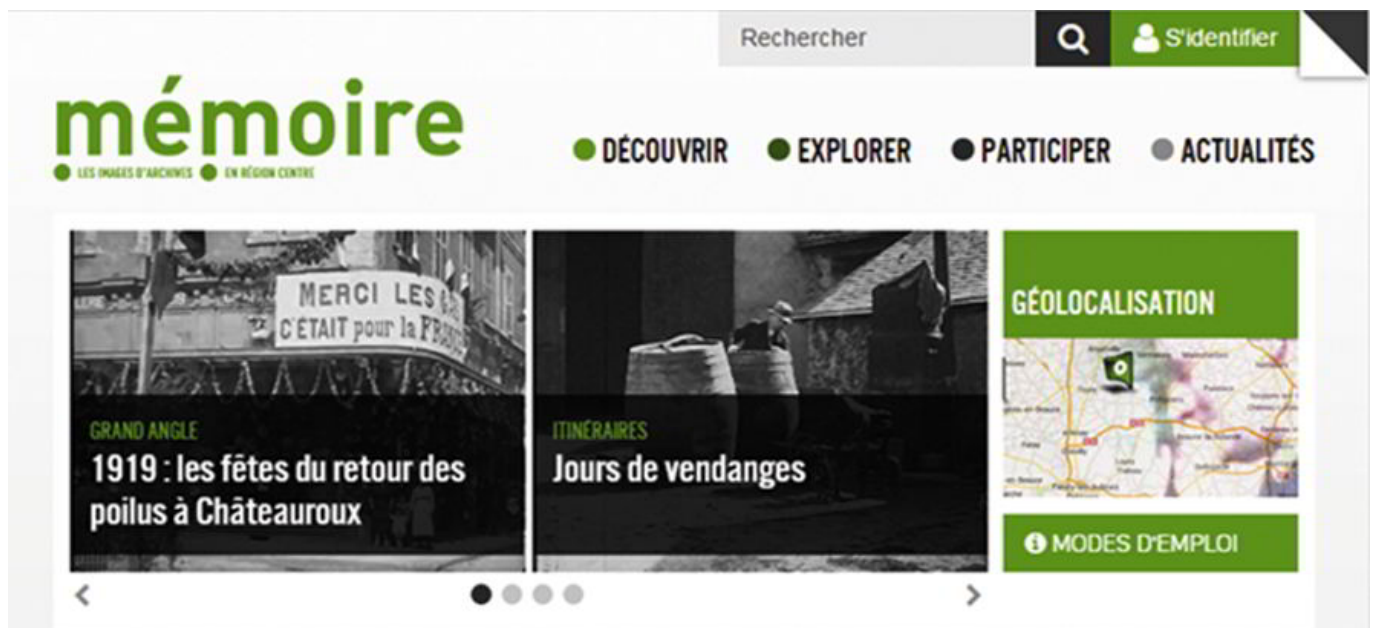 Rechercher
S'identifier
mémoire
LES IMAGES D'ARCHIVES EN RÉGION CENTRE
DÉCOUVRIR EXPLORER PARTICIPER ACTUALITÉS
MERCI LES
C'ÉTAIT pour la FRANCE
GRAND ANGLE
1919 : les fêtes du retour des
poilus à Châteauroux
ITINÉRAIRES
Jours de vendanges
GÉOLOCALISATION
MODES D'EMPLOI